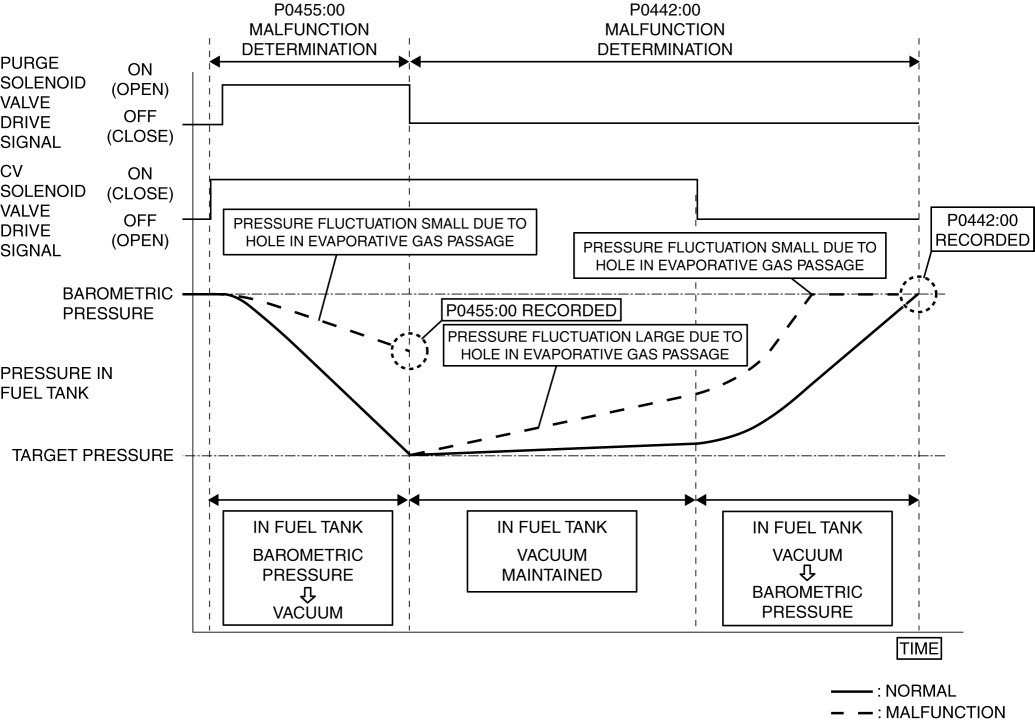 P0455:00
MALFUNCTION
DETERMINATION
P0442:00
MALFUNCTION
DETERMINATION
PURGE
SOLENOID
VALVE
DRIVE
SIGNAL
ON
(OPEN)
OFF
(CLOSE)
CV
SOLENOID
VALVE
DRIVE
SIGNAL
ON
(CLOSE)
OFF
(OPEN)
PRESSURE FLUCTUATION SMALL DUE TO
HOLE IN EVAPORATIVE GAS PASSAGE
PRESSURE FLUCTUATION SMALL DUE TO
HOLE IN EVAPORATIVE GAS PASSAGE
P0442:00
RECORDED
BAROMETRIC
PRESSURE
P0455:00 RECORDED
PRESSURE FLUCTUATION LARGE DUE TO
HOLE IN EVAPORATIVE GAS PASSAGE
PRESSURE IN
FUEL TANK
TARGET PRESSURE
IN FUEL TANK
BAROMETRIC
PRESSURE
VACUUM
IN FUEL TANK
VACUUM
MAINTAINED
IN FUEL TANK
VACUUM
BAROMETRIC
PRESSURE
TIME
: NORMAL
: MALFUNCTION